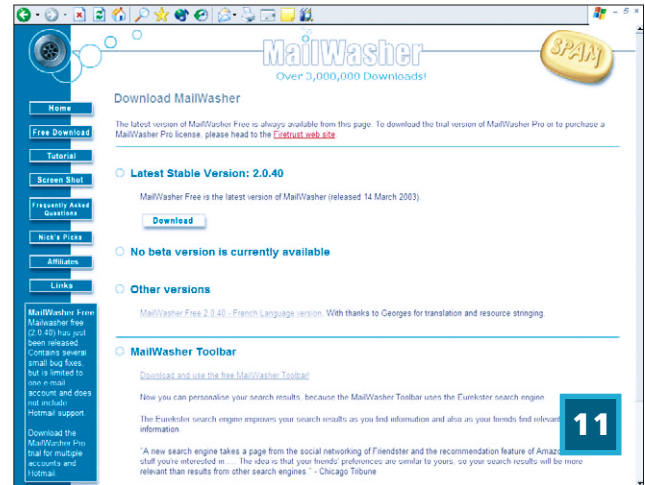 MailWasher
Over 3,000,000 Downloads!
SPAM
Home
Free Download
Tutorial
Screen Shot
Frequently Asked
Questions
Nick's Picks
Affiliates
Links
MailWasher Free
Mailwasher free
(2.0.40) has just
been released.
Contains several
small bug fixes,
but is limited to
one e-mail
account and does
not include
Hotmail support.
Download the
MailWasher Pro
trial for multiple
accounts and
Hotmail.
Download MailWasher
The latest version of MailWasher Free is always available from this page. To download the trial version of MailWasher Pro or to purchase a
MailWasher Pro license, please head to the Firetrust web site.
Latest Stable Version: 2.0.40
MailWasher Free is the latest version of MailWasher (released 14 March 2003).
Download
No beta version is currently available
Other versions
MailWasher Free 2.0.40 - French Language version. With thanks to Georges for translation and resource stringing.
MailWasher Toolbar
Download and use the free MailWasher Toolbar!
Now you can personalise your search results, because the MailWasher Toolbar uses the Eurekster search engine.
The Eurekster search engine improves your search results as you find information and also as your friends find relevant
information.
"A new search engine takes a page from the social networking of Friendster and the recommendation feature of
stuff you're interested in..... The idea is that your friends' preferences are similar to yours, so your search results will be more
relevant than results from other search engines." - Chicago Tribune
11